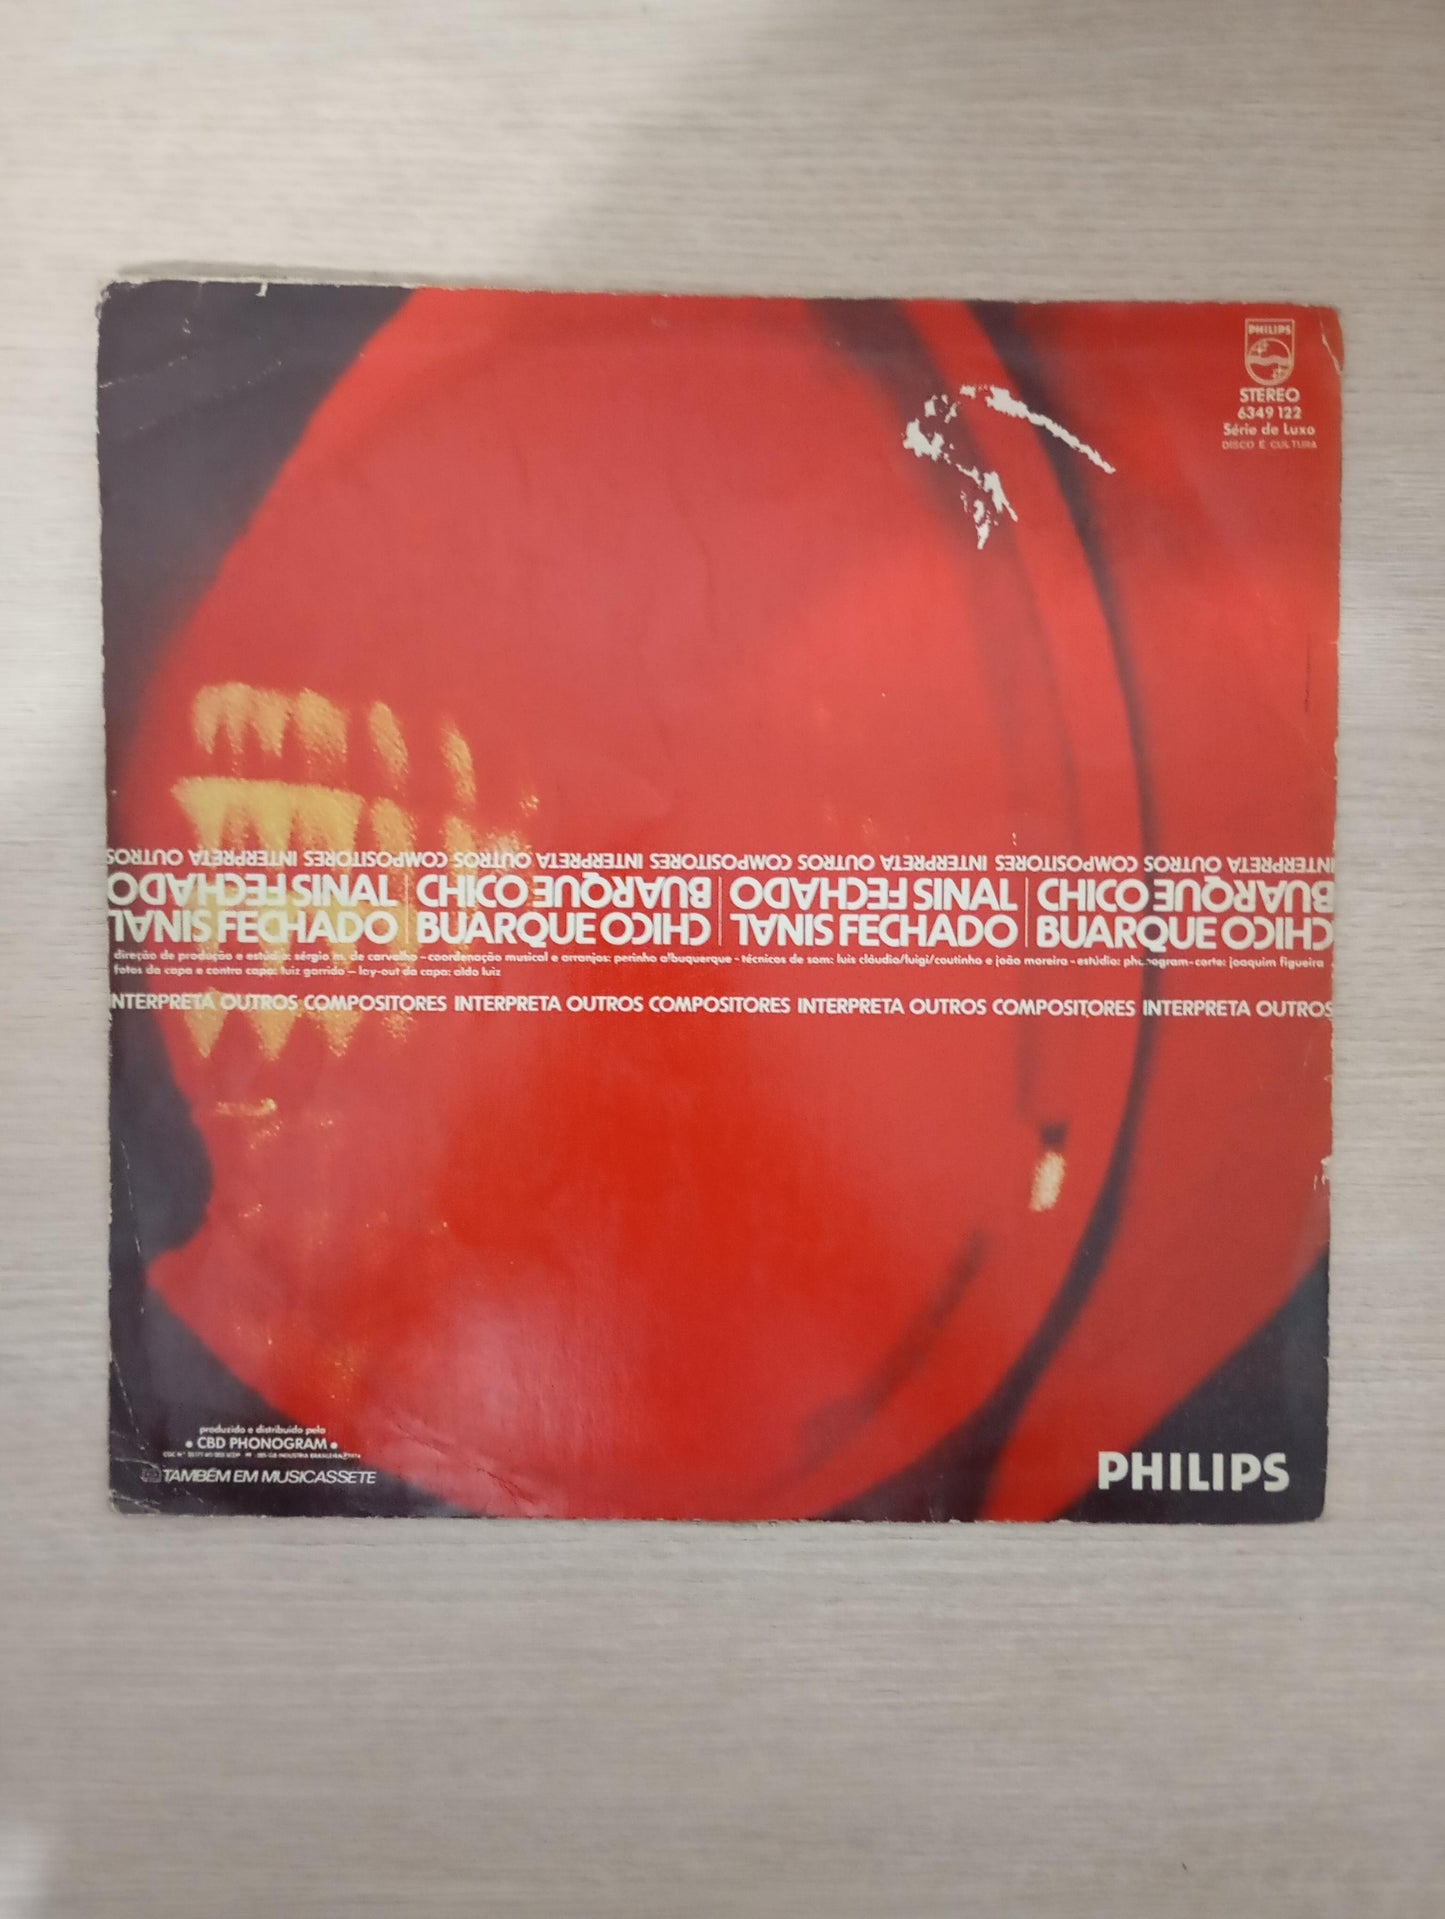 PHILIPS
STEREO
6349 122
Série de Luxo
DISCO É CULTURA
INTERPRETA OUTROS COMPOSITORES INTERPRETA OUTROS COMPOSITORES INTERPRETA OUTROS COMPOSITORES INTERPRETA OUTROS
FECHADO SINAL CHICO BUARQUE FECHADO SINAL CHICO BUARQUE
SINAL FECHADO BUARQUE CHICO SINAL FECHADO BUARQUE CHICO
direção de produção e estúdio: sérgio m. de carvalho - coordenação musical e arranjos: perinho albuquerque - técnicos de som: luis cláudio/luigi/coutinho e joão moreira - estúdio: phonogram - corte: joaquim figueira
fotos da capa e contra capa: luiz garrido - lay-out da capa: aldo luiz
INTERPRETA OUTROS COMPOSITORES INTERPRETA OUTROS COMPOSITORES INTERPRETA OUTROS COMPOSITORES INTERPRETA OUTROS
produzido e distribuído pela
• CBD PHONOGRAM •
TAMBÉM EM MUSICASSETE
PHILIPS